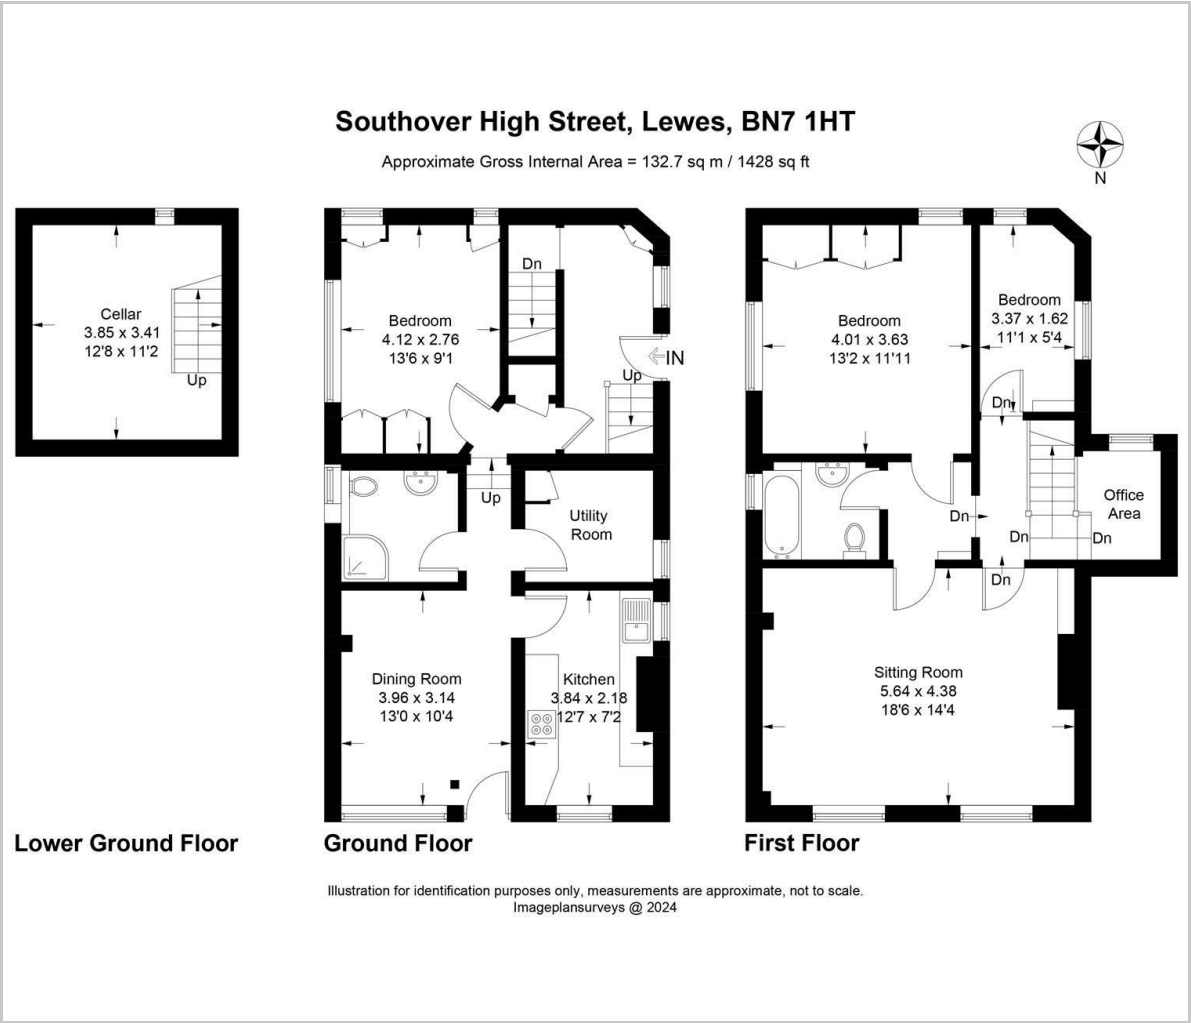 Southover High Street, Lewes, BN7 1HT
Approximate Gross Internal Area = 132.7 sq m / 1428 sq ft
N
Cellar
3.85 x 3.41
12'8 x 11'2
Up
Lower Ground Floor
Dn
Bedroom
4.12 x 2.76
13'6 x 9'1
IN
Up
Up
Utility
Room
Dining Room
3.96 x 3.14
13'0 x 10'4
Kitchen
3.84 x 2.18
12'7 x 7'2
Ground Floor
Bedroom
4.01 x 3.63
13'2 x 11'11
Bedroom
3.37 x 1.62
11'1 x 5'4
Dn
Office
Area
Dn
Dn
Dn
Dn
Sitting Room
5.64 x 4.38
18'6 x 14'4
First Floor
Illustration for identification purposes only, measurements are approximate, not to scale.
Imageplansurveys @ 2024